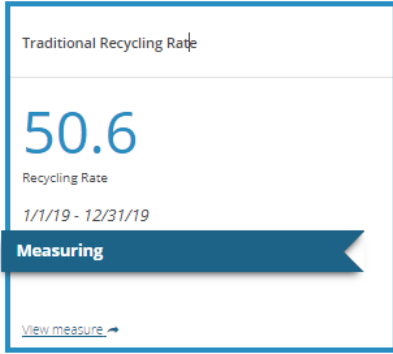 Traditional Recycling Rate
50.6
Recycling Rate
1/1/19 - 12/31/19
Measuring
View measure